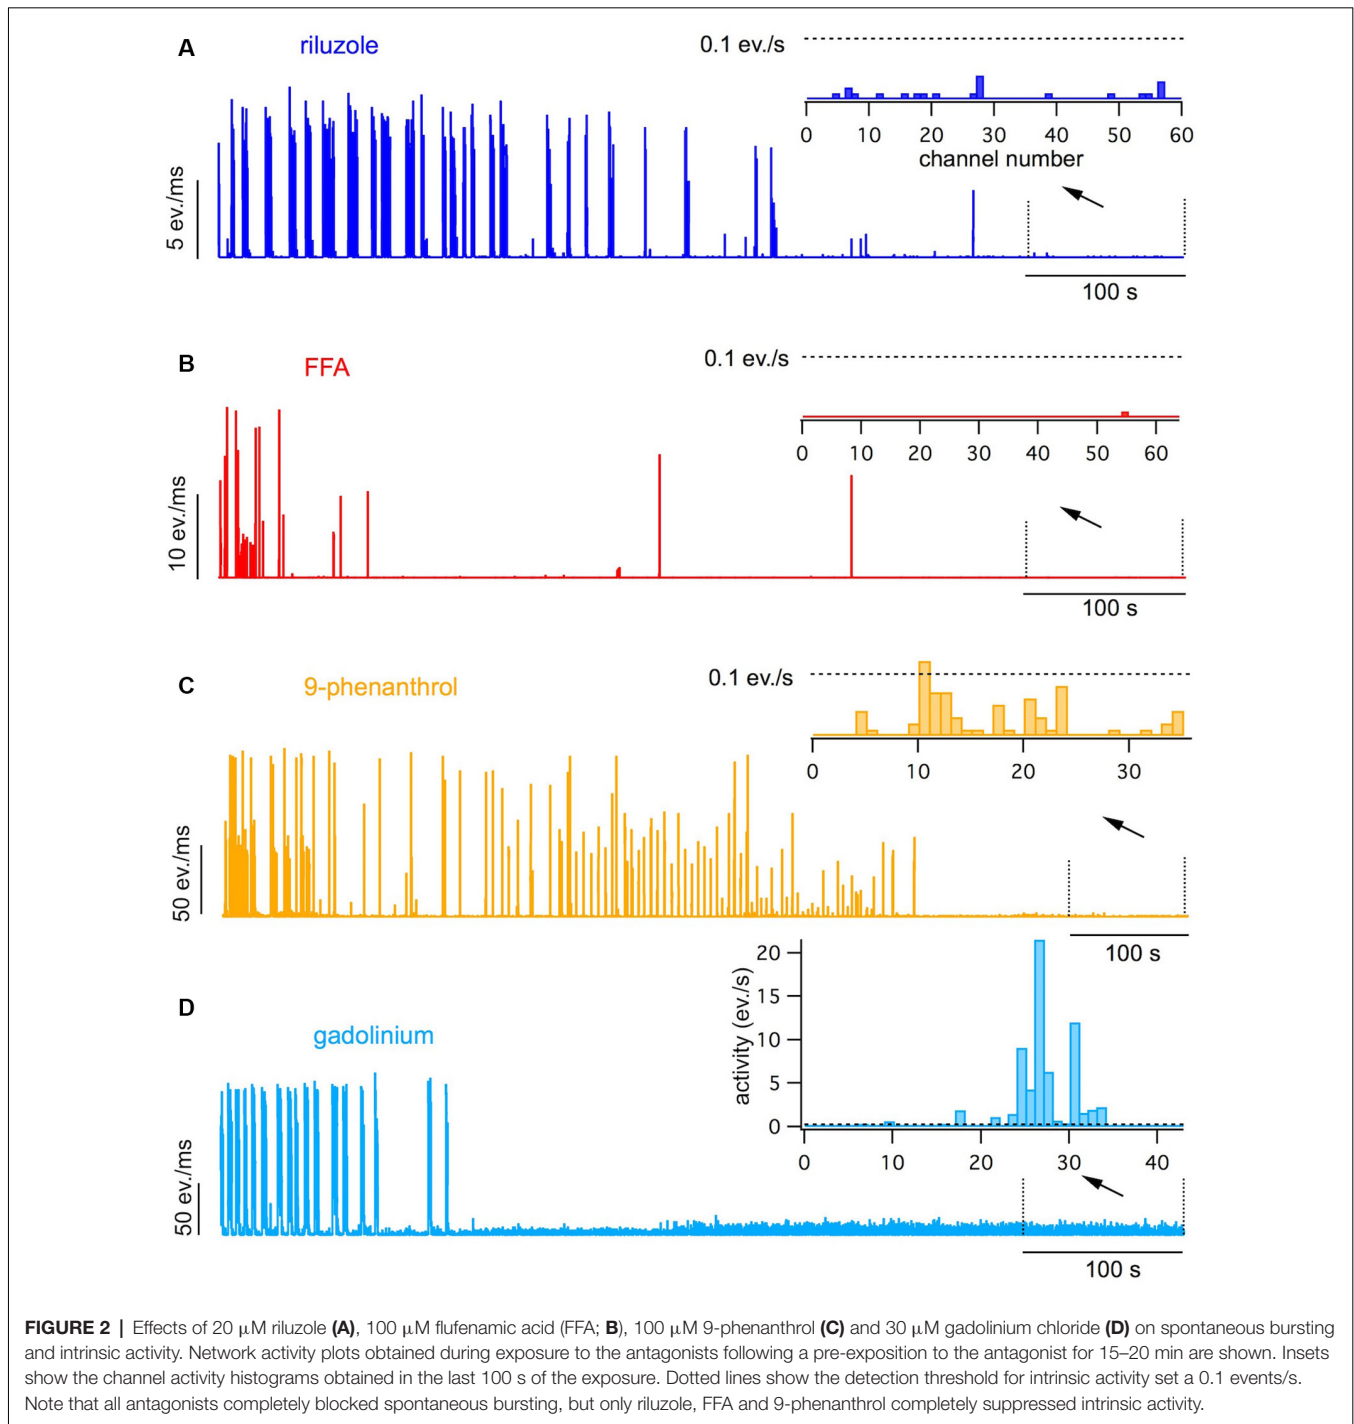 A
riluzole
0.1 ev./s
0 10 20 30 40 50 60
channel number
5 ev./ms
100 s
B
FFA
0.1 ev./s
0 10 20 30 40 50 60
10 ev./ms
100 s
C
9-phenanthrol
0.1 ev./s
0 10 20 30
50 ev./ms
100 s
D
gadolinium
activity (ev./s)
20
15
10
5
0
0 10 20 30 40
50 ev./ms
100 s
FIGURE 2 | Effects of 20 μM riluzole (A), 100 μM flufenamic acid (FFA; B), 100 μM 9-phenanthrol (C) and 30 μM gadolinium chloride (D) on spontaneous bursting
and intrinsic activity. Network activity plots obtained during exposure to the antagonists following a pre-exposition to the antagonist for 15–20 min are shown. Insets
show the channel activity histograms obtained in the last 100 s of the exposure. Dotted lines show the detection threshold for intrinsic activity set a 0.1 events/s.
Note that all antagonists completely blocked spontaneous bursting, but only riluzole, FFA and 9-phenanthrol completely suppressed intrinsic activity.